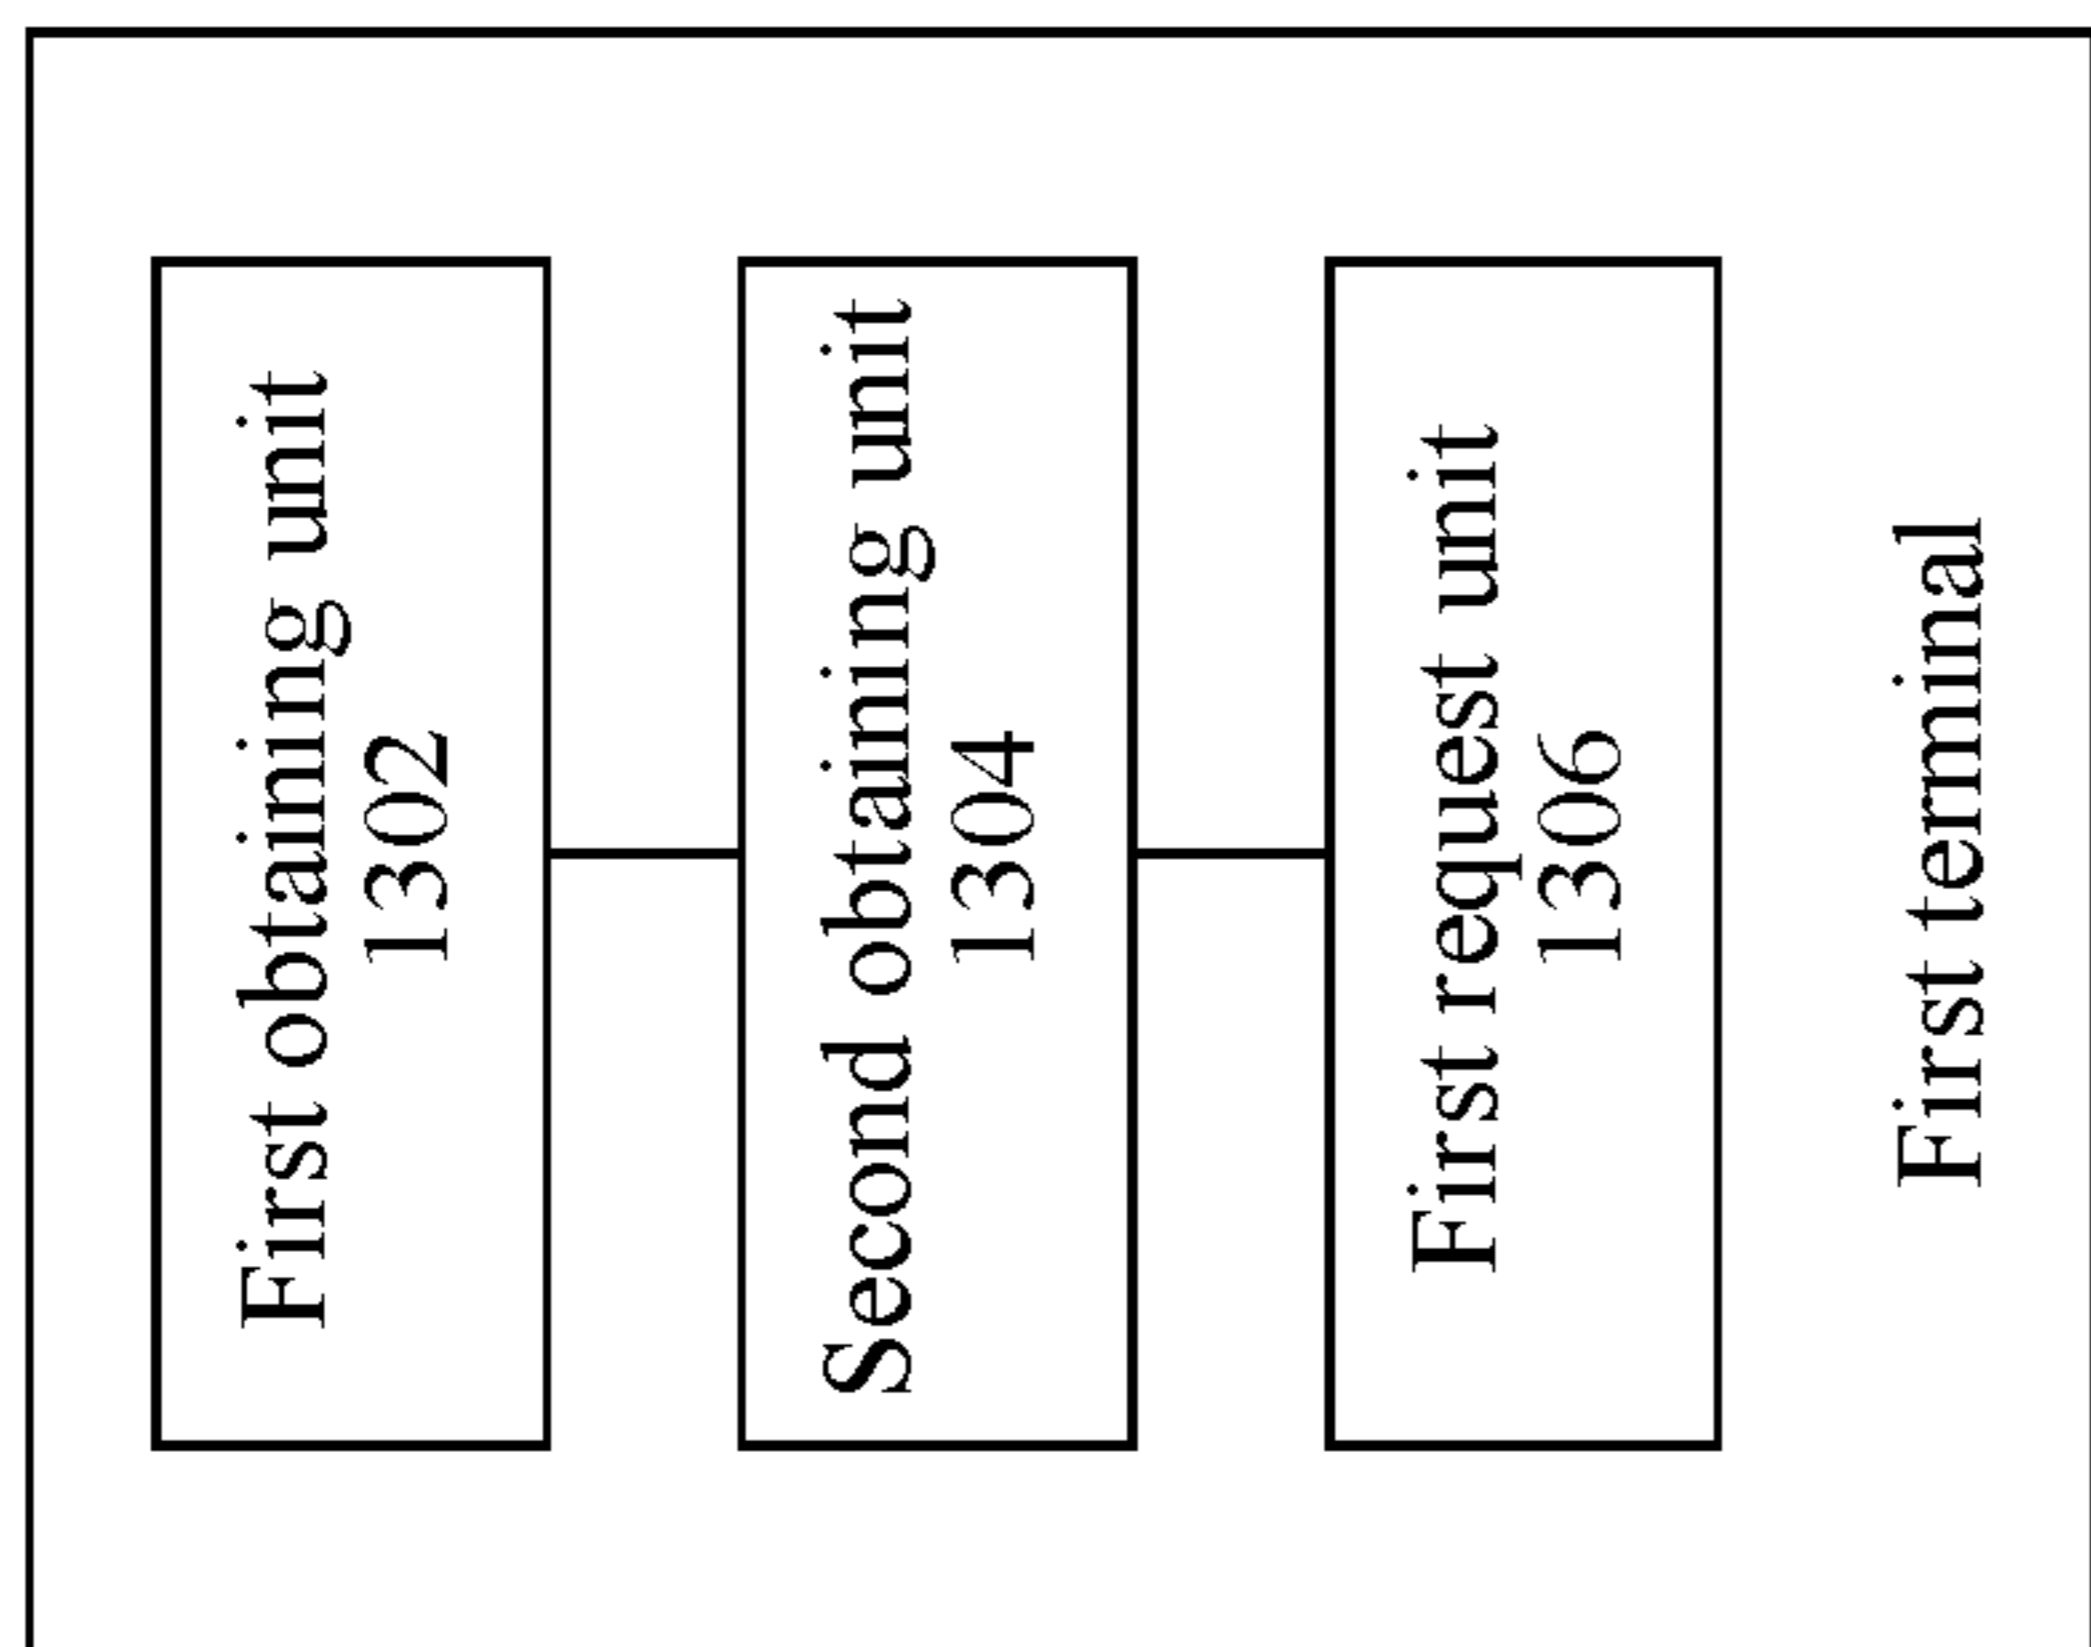 First obtaining unit
1302
Second obtaining unit
1304
First request unit
1306
First terminal